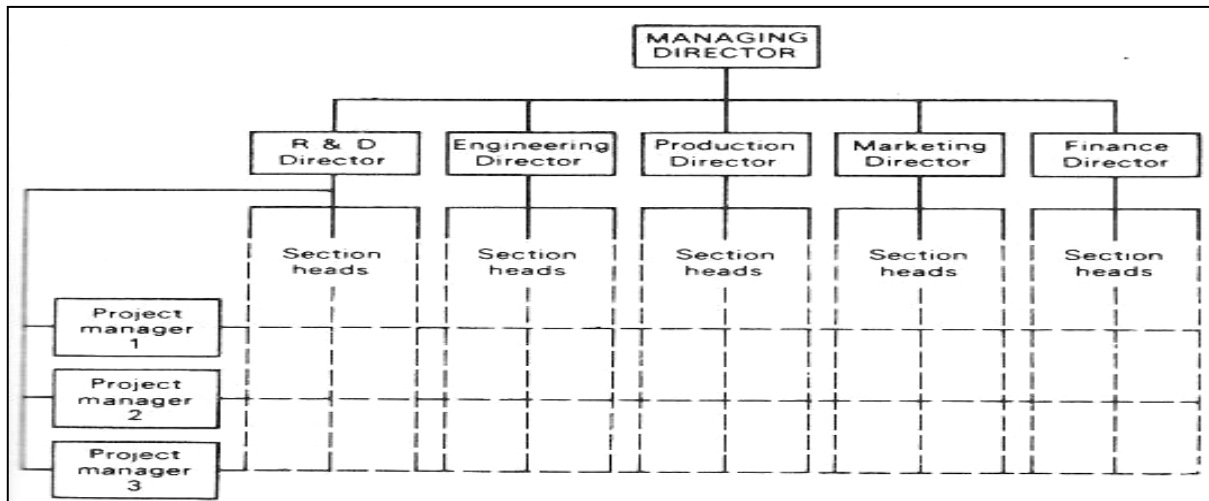 MANAGING
DIRECTOR
R & D
Director
Engineering
Director
Production
Director
Marketing
Director
Finance
Director
Section
heads
Section
heads
Section
heads
Section
heads
Section
heads
Project
manager
1
Project
manager
2
Project
manager
3